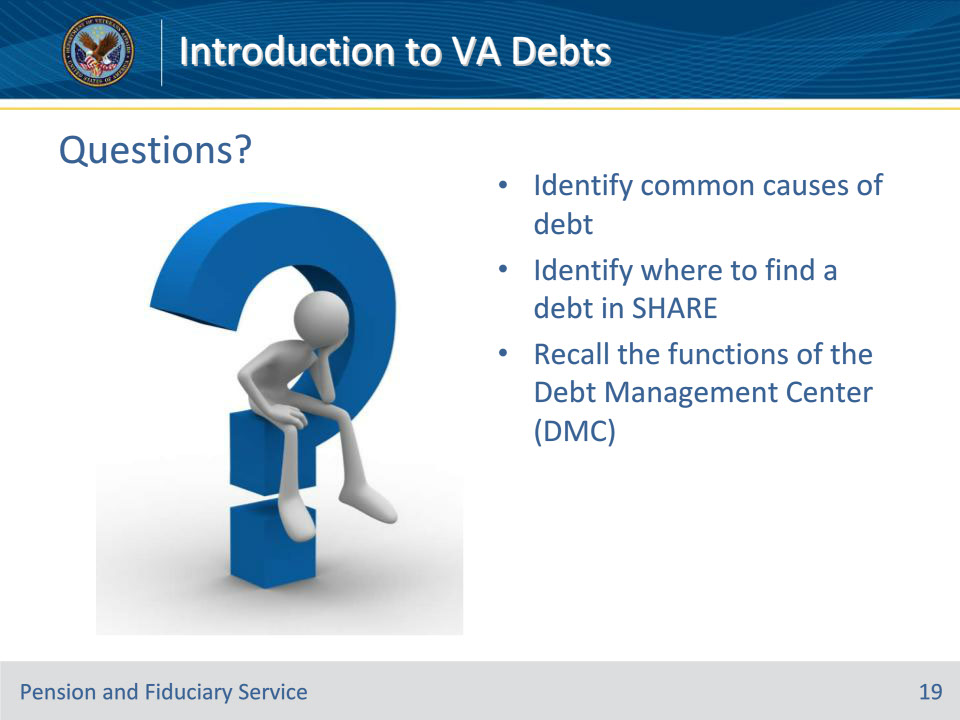 Introduction to VA Debts
Questions?
• Identify common causes of
debt
• Identify where to find a
debt in SHARE
• Recall the functions of the
Debt Management Center
(DMC)
Pension and Fiduciary Service
19